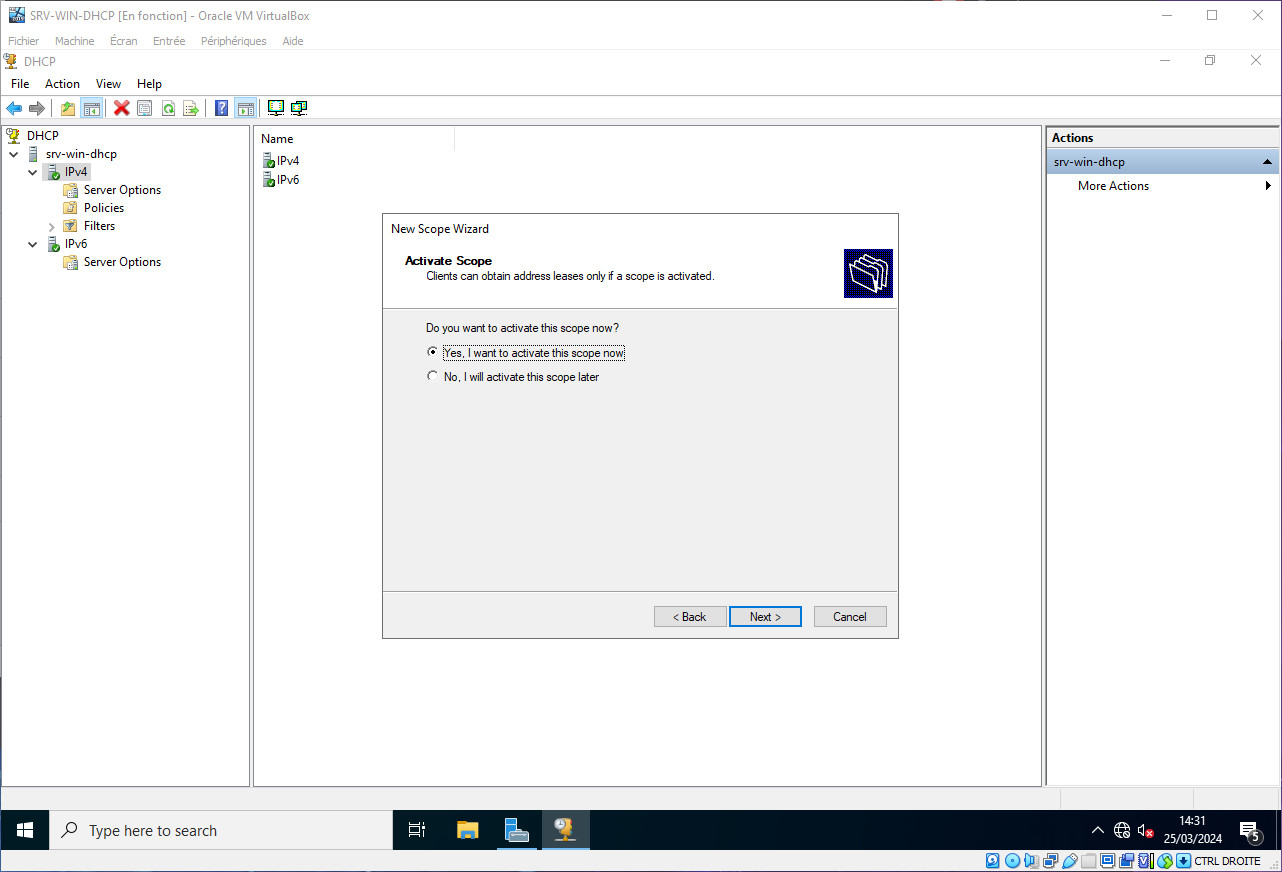 SRV-WIN-DHCP [En fonction] - Oracle VM VirtualBox
Fichier Machine Écran Entrée Périphériques Aide
DHCP
File Action View Help
DHCP
srv-win-dhcp
IPv4
Server Options
Policies
Filters
IPv6
Server Options
Name
IPv4
IPv6
Actions
srv-win-dhcp
More Actions
New Scope Wizard
Activate Scope
Clients can obtain address leases only if a scope is activated.
Do you want to activate this scope now?
Yes, I want to activate this scope now
No, I will activate this scope later
< Back Next > Cancel
Type here to search
14:31
25/03/2024
5
CTRL DROITE